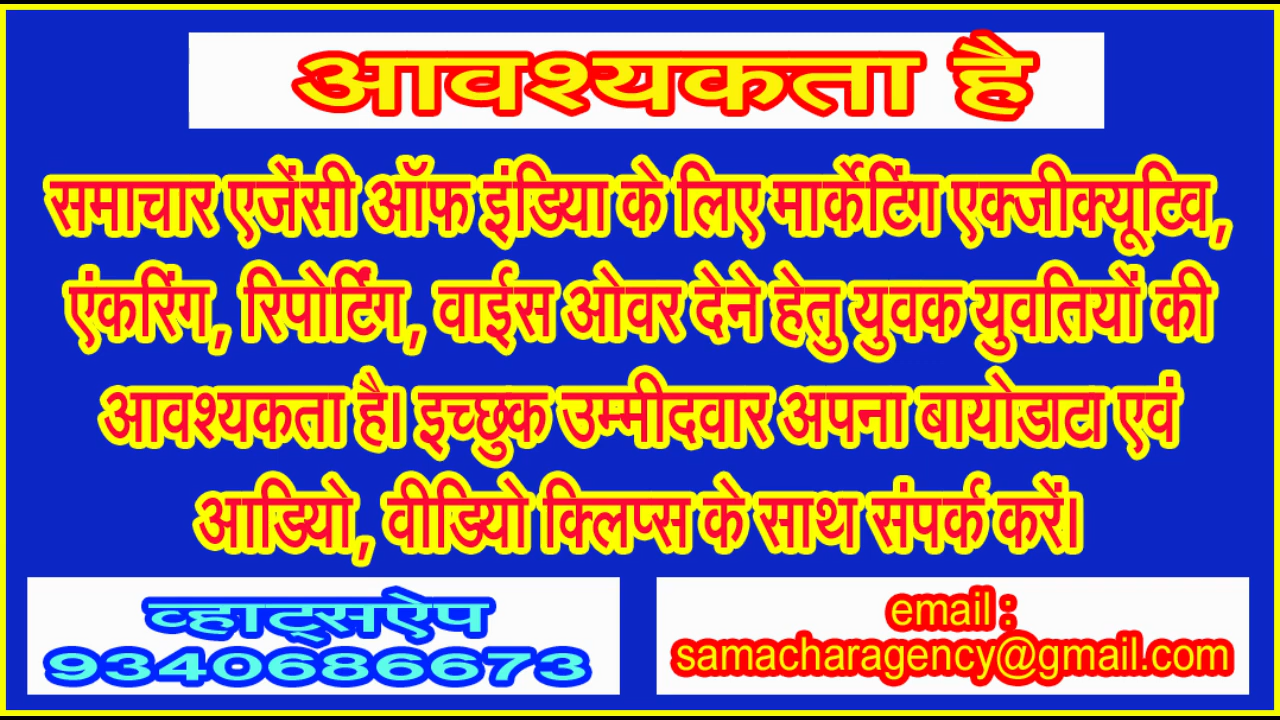 आवश्यकता है
समाचार एजेंसी ऑफ इंडिया के लिए मार्केटिंग एक्जीक्यूटिव,
एंकरिंग, रिपोर्टिंग, वाईस ओवर देने हेतु युवक युवतियों की
आवश्यकता है। इच्छुक उम्मीदवार अपना बायोडाटा एवं
आडियो, वीडियो क्लिप्स के साथ संपर्क करें।
व्हाट्सऐप
9340686673
email :
samacharagency@gmail.com